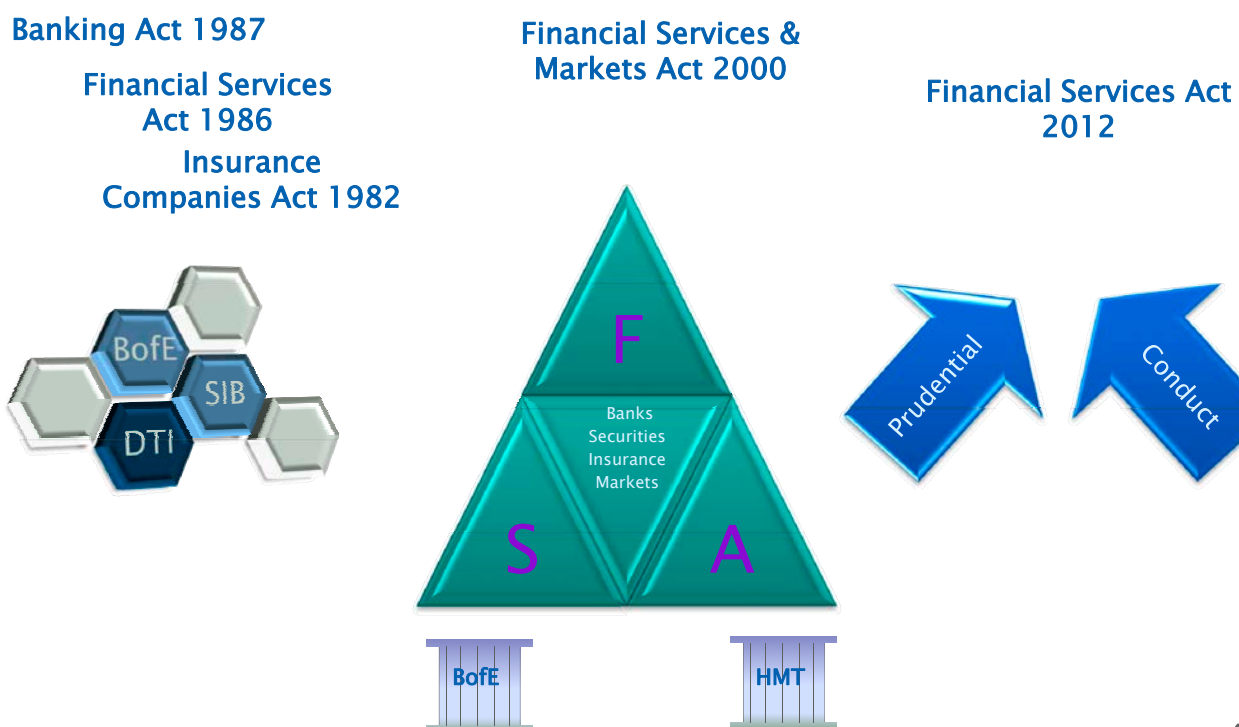 Banking Act 1987
Financial Services
Act 1986
Insurance
Companies Act 1982
BofE
SIB
DTI
Financial Services &
Markets Act 2000
F
Banks
Securities
Insurance
Markets
S
A
BofE
HMT
Financial Services Act
2012
Prudential
Conduct